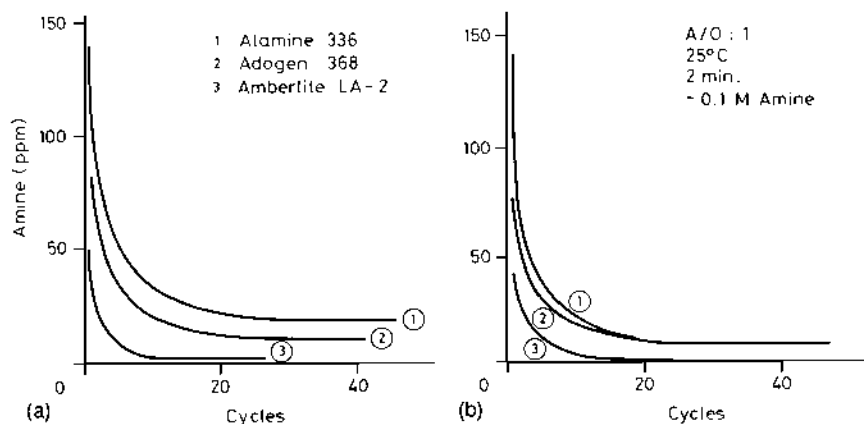 150
1 Alamine 336
2 Adogen 368
3 Amberlite LA-2
100
Amine (ppm)
50
1
2
3
0
20
40
(a)
Cycles
A/O : 1
25°C
2 min.
~ 0.1 M Amine
150
100
50
1
2
3
0
20
40
(b)
Cycles